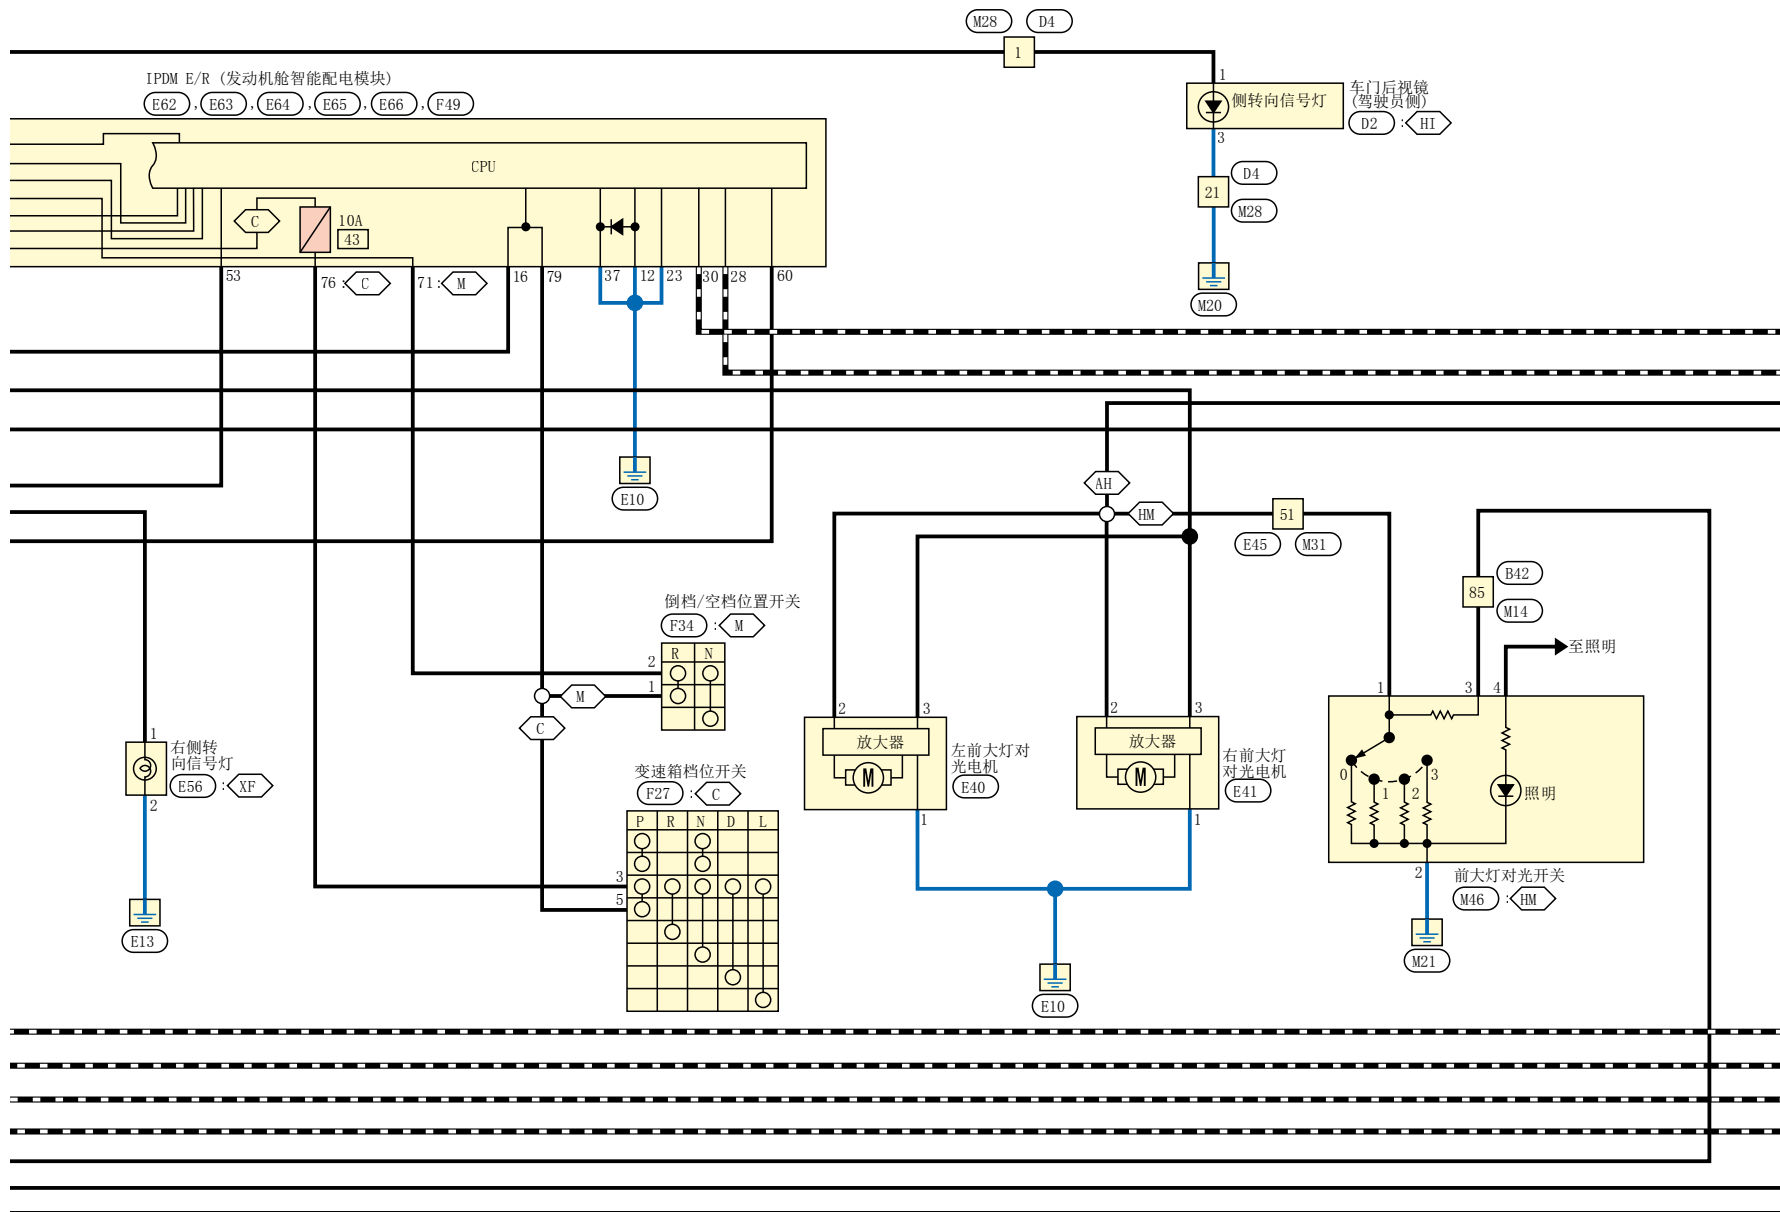 M28 D4
1
IPDM E/R (发动机舱智能配电模块)
E62 , E63 , E64 , E65 , E66 , F49
1
侧转向信号灯
车门后视镜
(驾驶员侧)
D2 : HI
3
CPU
D4
21
M28
C
10A
43
M20
53
76 : C
71 : M
16
79
37
12
23
30
28
60
E10
AH
HM
51
E45 M31
B42
85
M14
倒档/空档位置开关
F34 : M
R N
2
1
M
C
至照明
1
3
4
1
右侧转
向信号灯
E56 : XF
2
E13
变速箱档位开关
F27 : C
P R N D L
3
5
2
3
放大器
M
左前大灯对
光电机
E40
1
2
3
放大器
M
右前大灯
对光电机
E41
1
0
1
2
3
照明
2
前大灯对光开关
M46 : HM
M21
E10